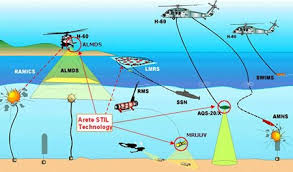 H-60
H-60
H-60
ALMDS
RAMICS
ALMDS
LMRS
RMS
SSN
SWIMS
AQS-20/X
AMNS
Arete STIL
Technology
MRUUV